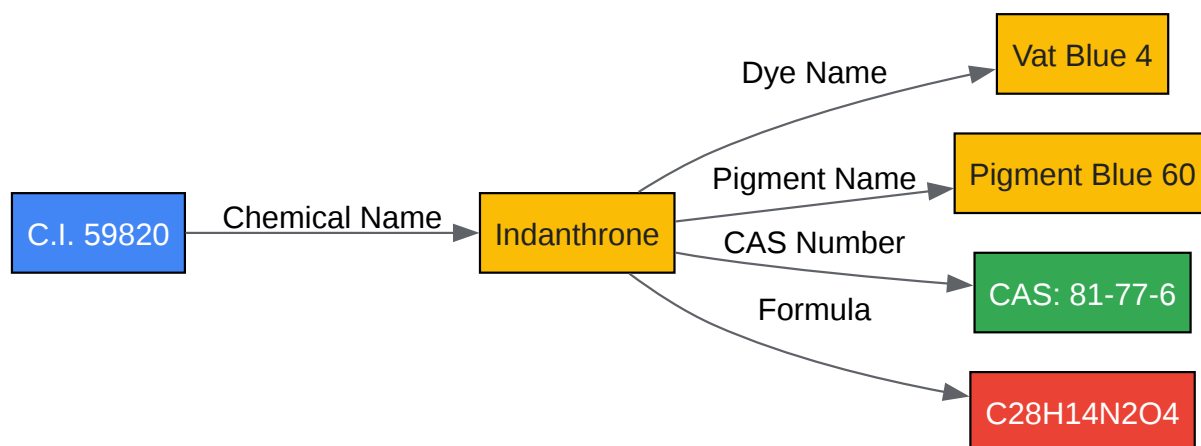 Vat Blue 4
Dye Name
Pigment Name
Pigment Blue 60
C.I. 59820
Chemical Name
Indanthrone
CAS Number
CAS: 81-77-6
Formula
C28H14N2O4